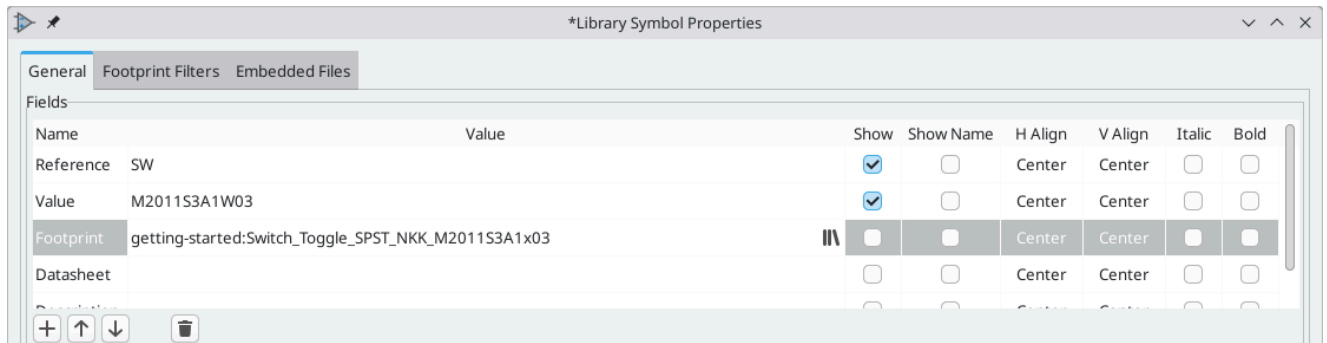 *Library Symbol Properties
General Footprint Filters Embedded Files
Fields
Name Value Show Show Name H Align V Align Italic Bold
Reference SW Center Center
Value M2011S3A1W03 Center Center
Footprint getting-started:Switch_Toggle_SPST_NKK_M2011S3A1x03 Center Center
Datasheet Center Center